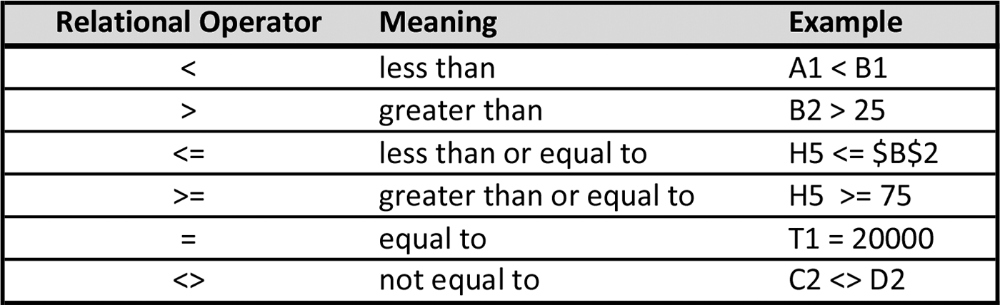 Relational Operator Meaning Example
< less than A1 < B1
> greater than B2 > 25
<= less than or equal to H5 <= $B$2
>= greater than or equal to H5  >= 75
= equal to T1 = 20000
<> not equal to C2 <> D2